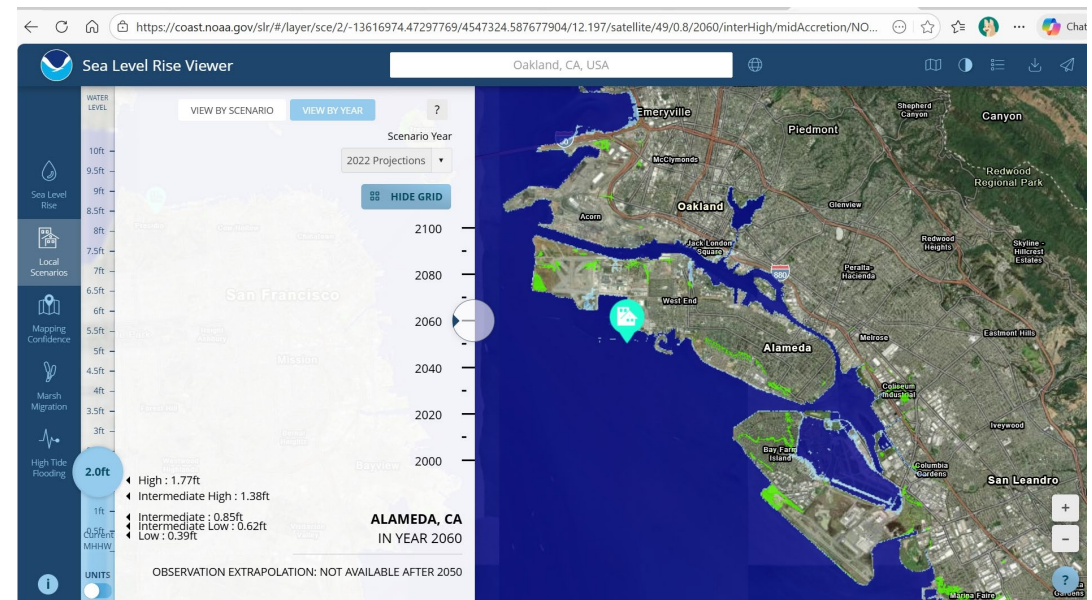 https://coast.noaa.gov/slr/#/layer/sce/2/-13616974.47297769/4547324.587677904/12.197/satellite/49/0.8/2060/interHigh/midAccretion/NO...
Chat
Sea Level Rise Viewer
Oakland, CA, USA
WATER
LEVEL
VIEW BY SCENARIO
VIEW BY YEAR
?
Scenario Year
2022 Projections
HIDE GRID
Sea Level
Rise
Local
Scenarios
Mapping
Confidence
Marsh
Migration
High Tide
Flooding
10ft
9.5ft
9ft
8.5ft
8ft
7.5ft
7ft
6.5ft
6ft
5.5ft
5ft
4.5ft
4ft
3.5ft
3ft
2.0ft
1ft
0.5ft
Current
MHHW
UNITS
2100
2080
2060
2040
2020
2000
San Francisco
Mission
Bayview
High : 1.77ft
Intermediate High : 1.38ft
Intermediate : 0.85ft
Intermediate Low : 0.62ft
Low : 0.39ft
ALAMEDA, CA
IN YEAR 2060
OBSERVATION EXTRAPOLATION: NOT AVAILABLE AFTER 2050
Emeryville
Shepherd
Canyon
Canyon
Piedmont
McClymonds
Redwood
Regional Park
Oakland
Glenview
Acorn
Jack London
Square
Redwood
Heights
Skyline -
Hillcrest
Estates
Peralta-
Hacienda
880
West End
Alameda
Melrose
Eastmont Hills
Coliseum
Industrial
Iveywood
Bay Farm
Island
Columbia
Gardens
San Leandro
Marina Faire
Gardens
+
-
?
i